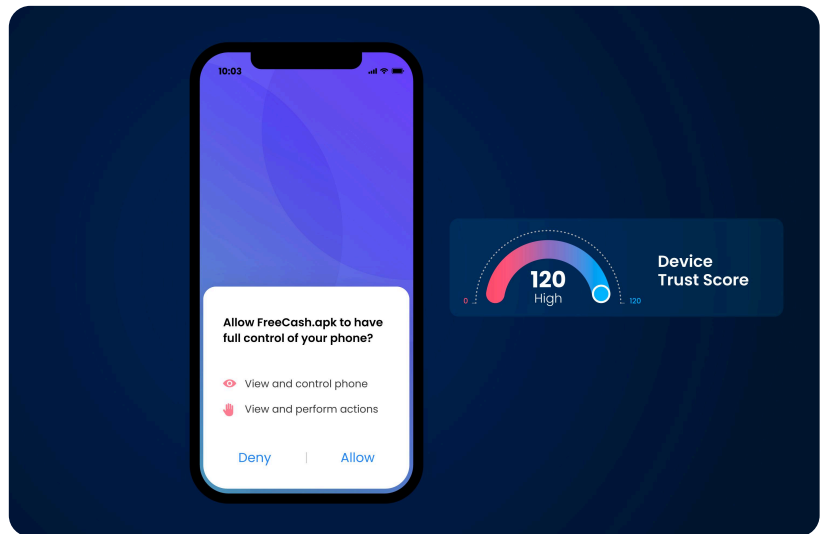 10:03
Allow FreeCash.apk to have
full control of your phone?
View and control phone
View and perform actions
Deny
Allow
120
High
0
120
Device
Trust Score